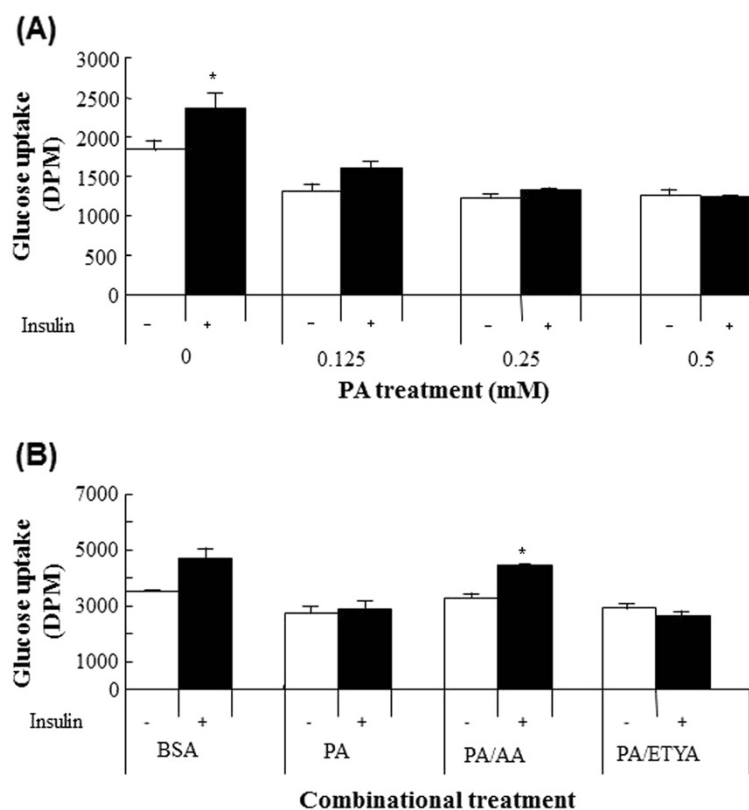 (A)
3000
2500
2000
1500
1000
500
0
Glucose uptake
(DPM)
*
Insulin - + - + - + - +
0 0.125 0.25 0.5
PA treatment (mM)
(B)
7000
5000
3000
1000
0
Glucose uptake
(DPM)
*
Insulin - + - + - + - +
BSA PA PA/AA PA/ETYA
Combinational treatment